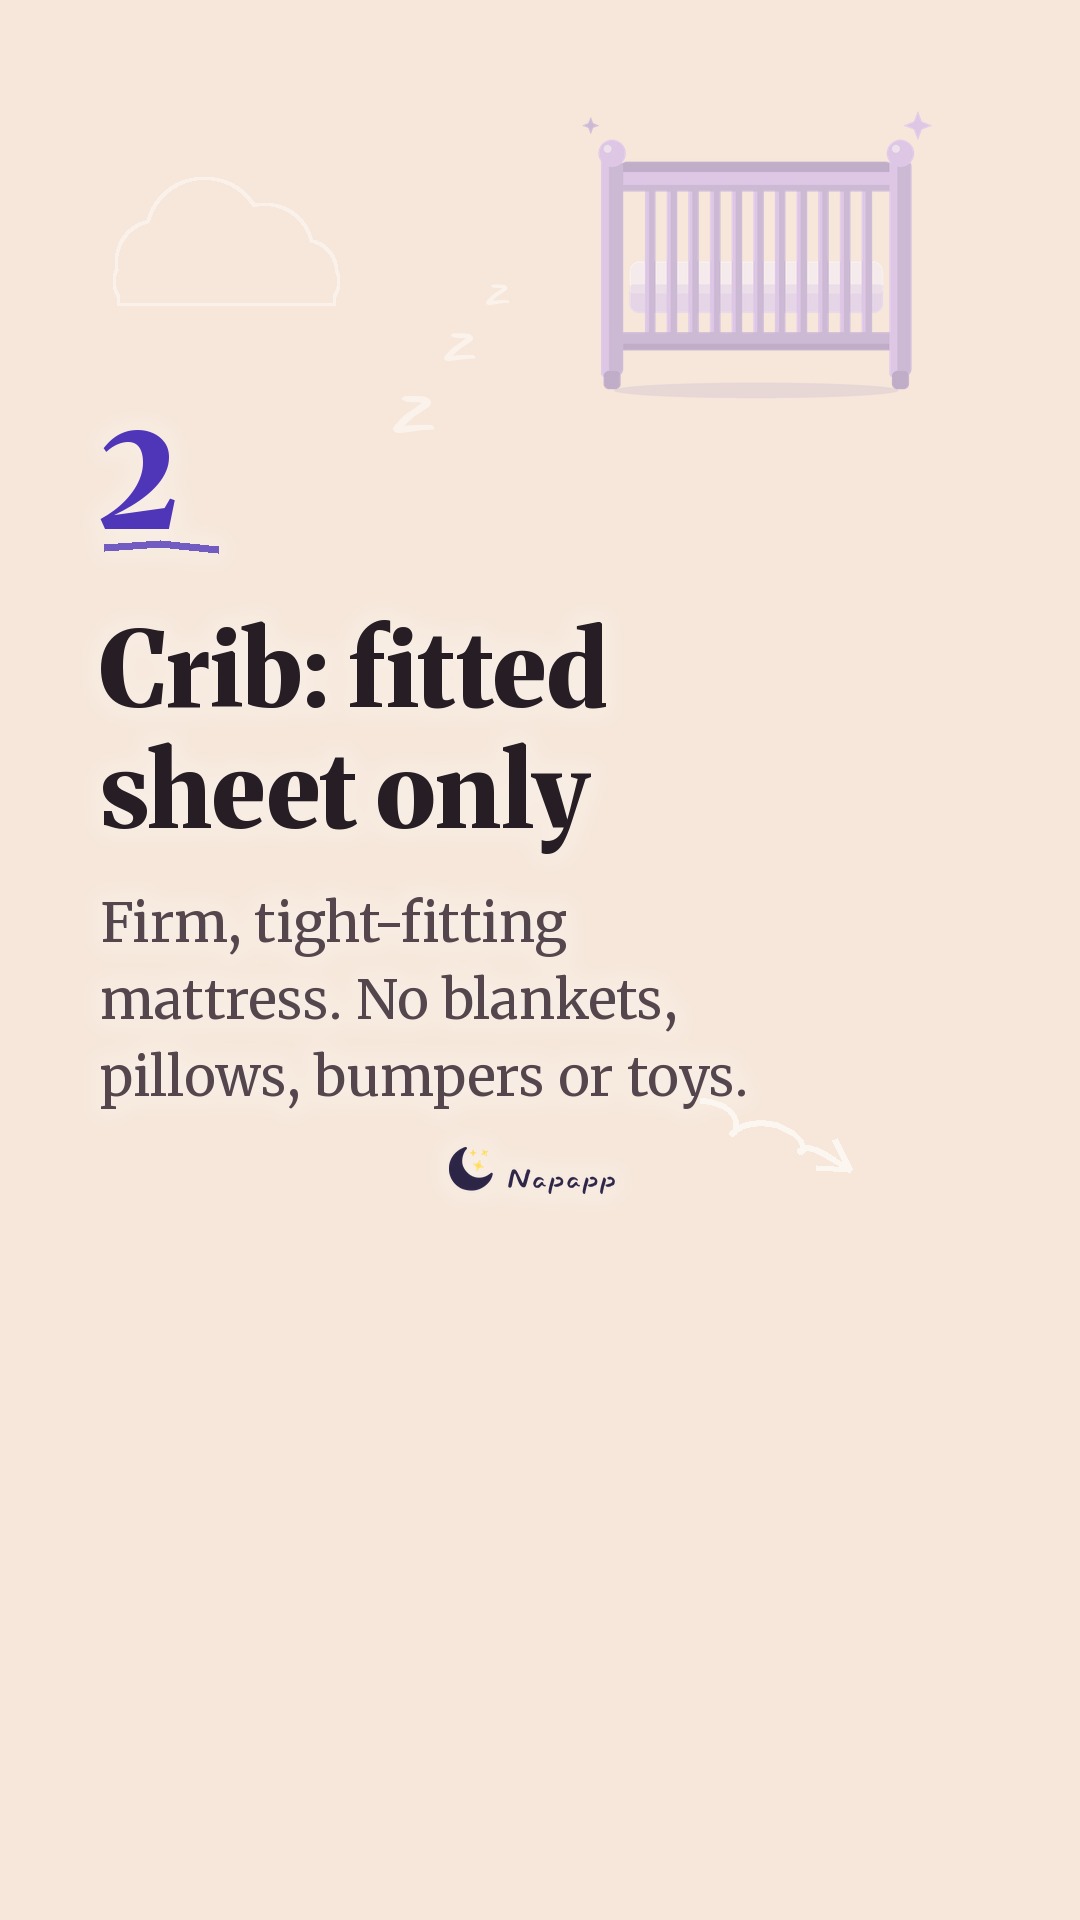 z
z
z
2
Crib: fitted
sheet only
Firm, tight-fitting
mattress. No blankets,
pillows, bumpers or toys.
Napapp